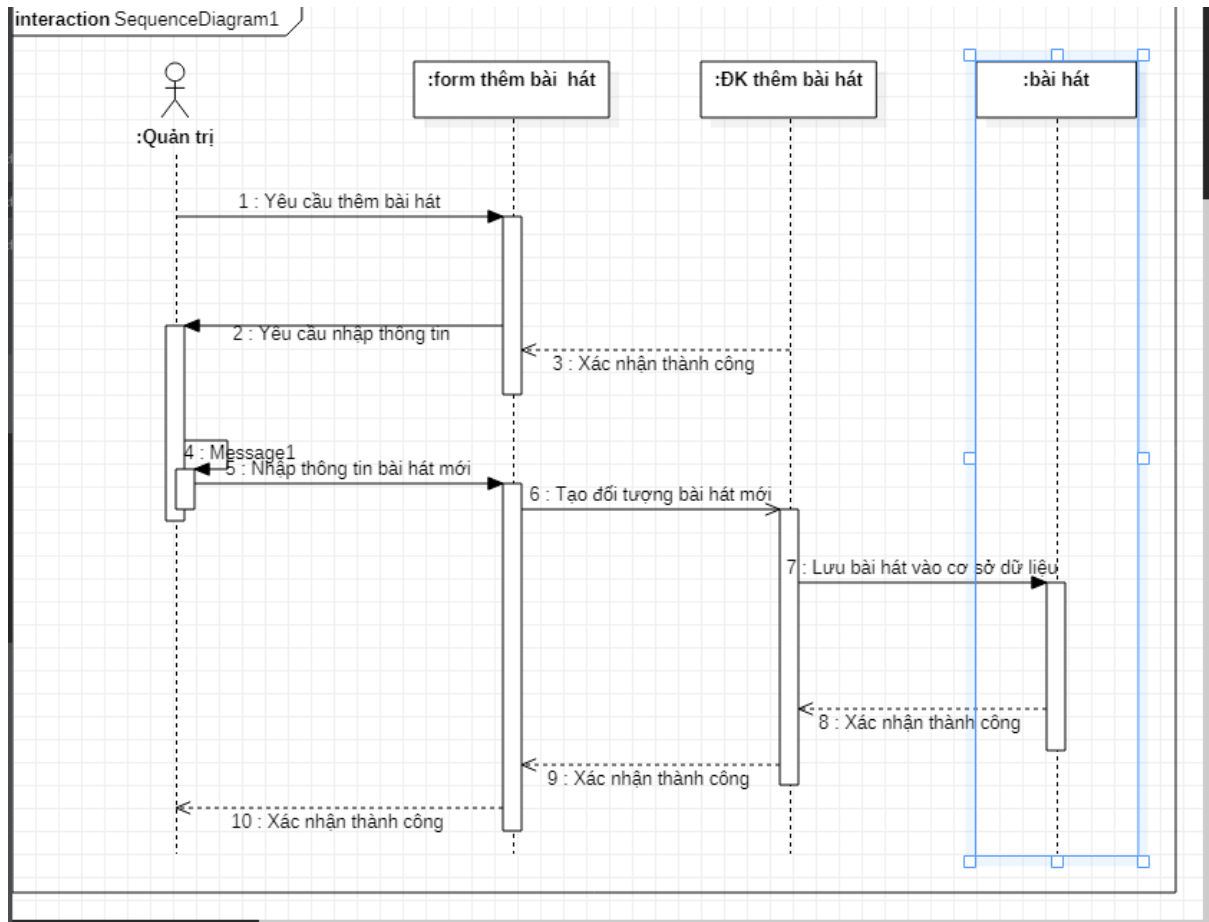 interaction SequenceDiagram1
:form thêm bài hát
:ĐK thêm bài hát
:bài hát
:Quản trị
1 : Yêu cầu thêm bài hát
2 : Yêu cầu nhập thông tin
3 : Xác nhận thành công
4 : Message1
5 : Nhập thông tin bài hát mới
6 : Tạo đối tượng bài hát mới
7 : Lưu bài hát vào cơ sở dữ liệu
8 : Xác nhận thành công
9 : Xác nhận thành công
10 : Xác nhận thành công